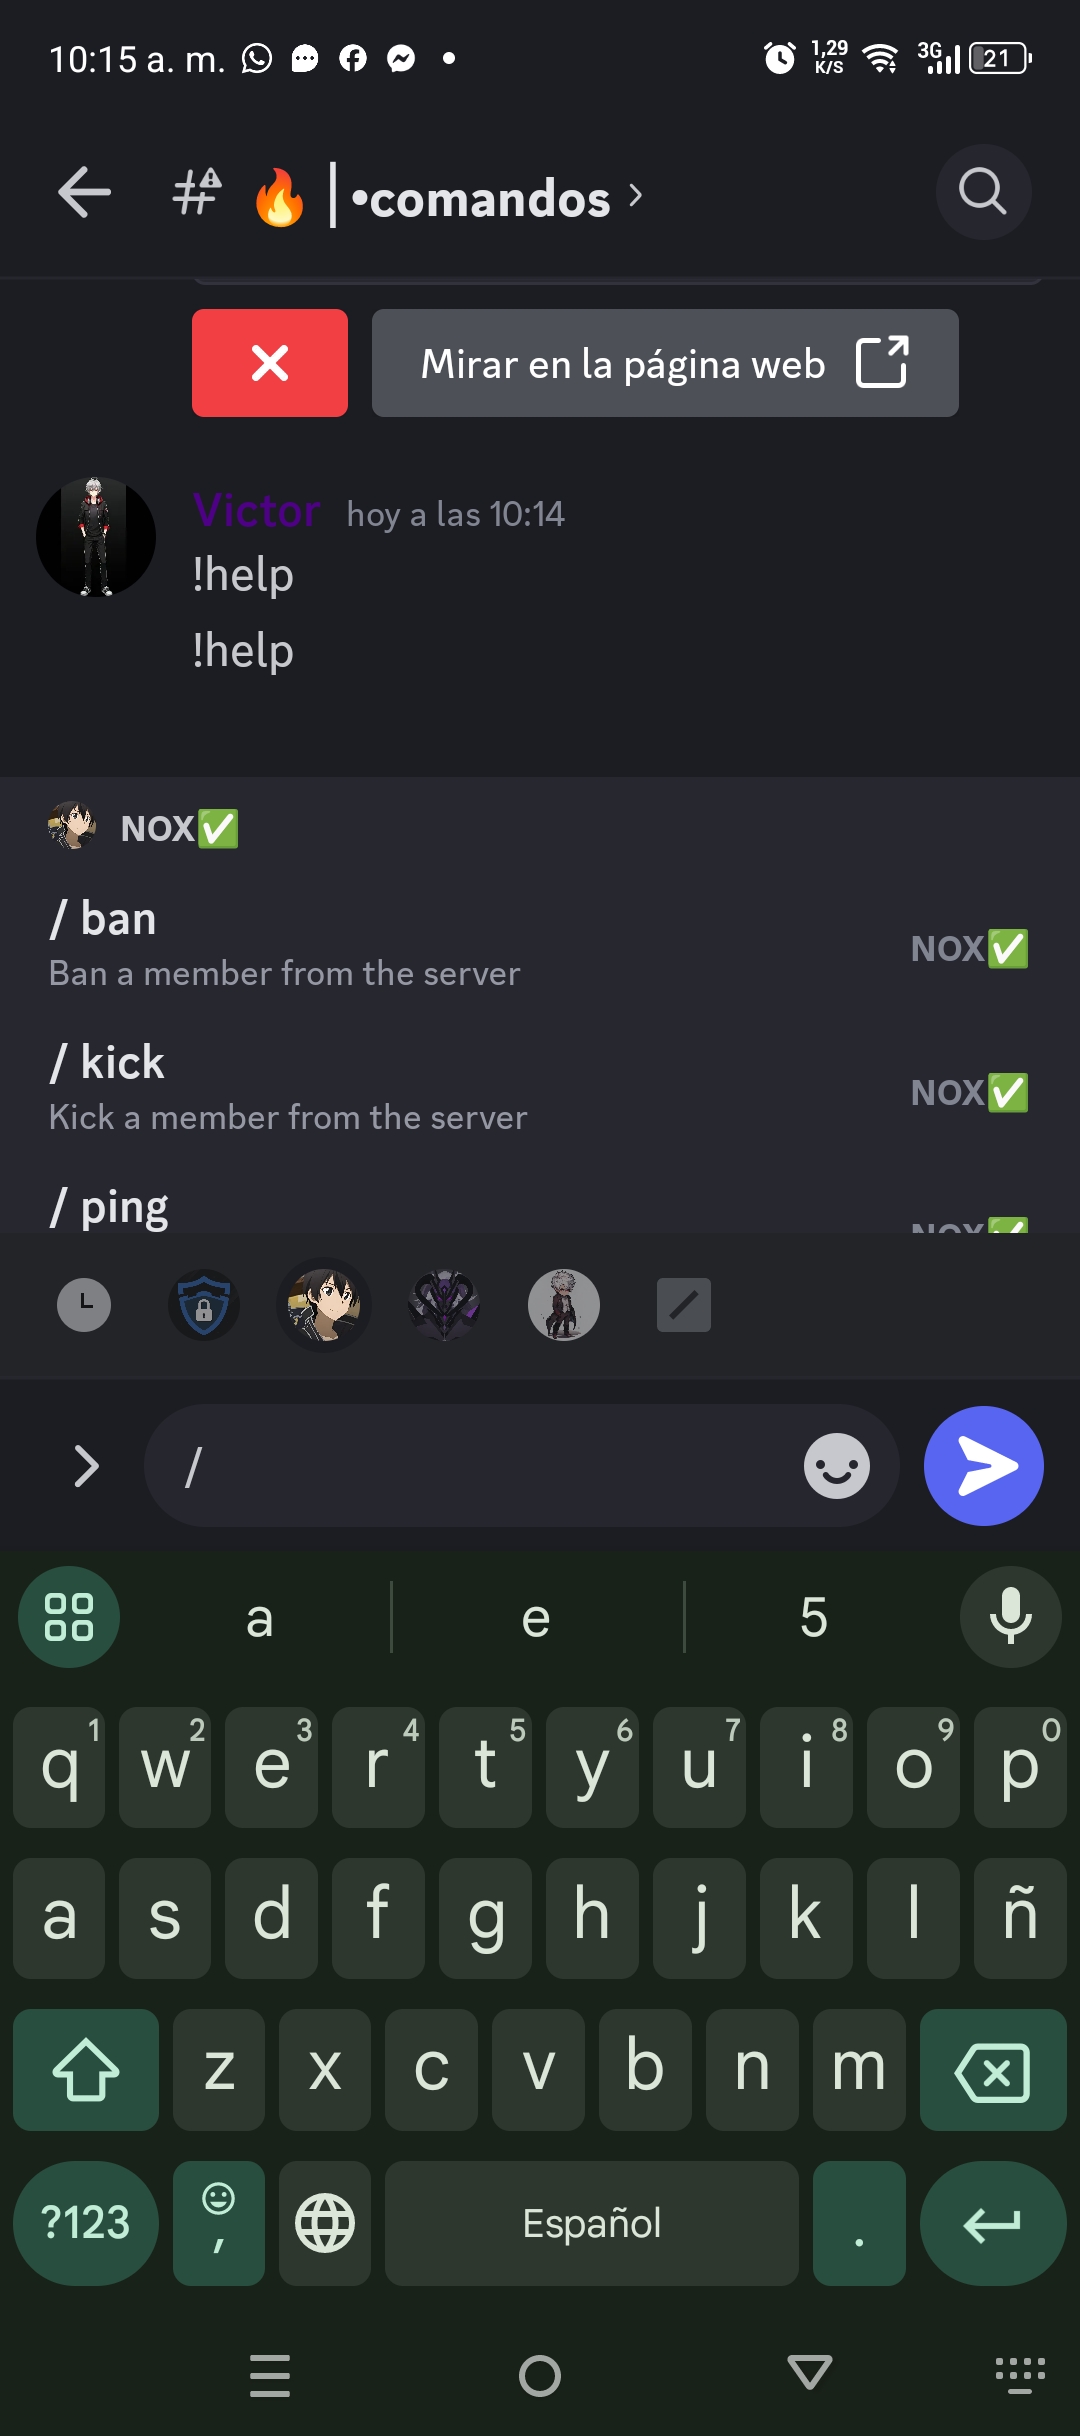 10:15 a. m.
1,29
K/S
3G
21
# 🔥 | •comandos ›
Mirar en la página web
Victor hoy a las 10:14
!help
!help
NOX✅
/ ban
Ban a member from the server
NOX✅
/ kick
Kick a member from the server
NOX✅
/ ping
NOX✅
/
a e 5
q 1 w 2 e 3 r 4 t 5 y 6 u 7 i 8 o 9 p 0
a s d f g h j k l ñ
z x c v b n m
?123 , Español .